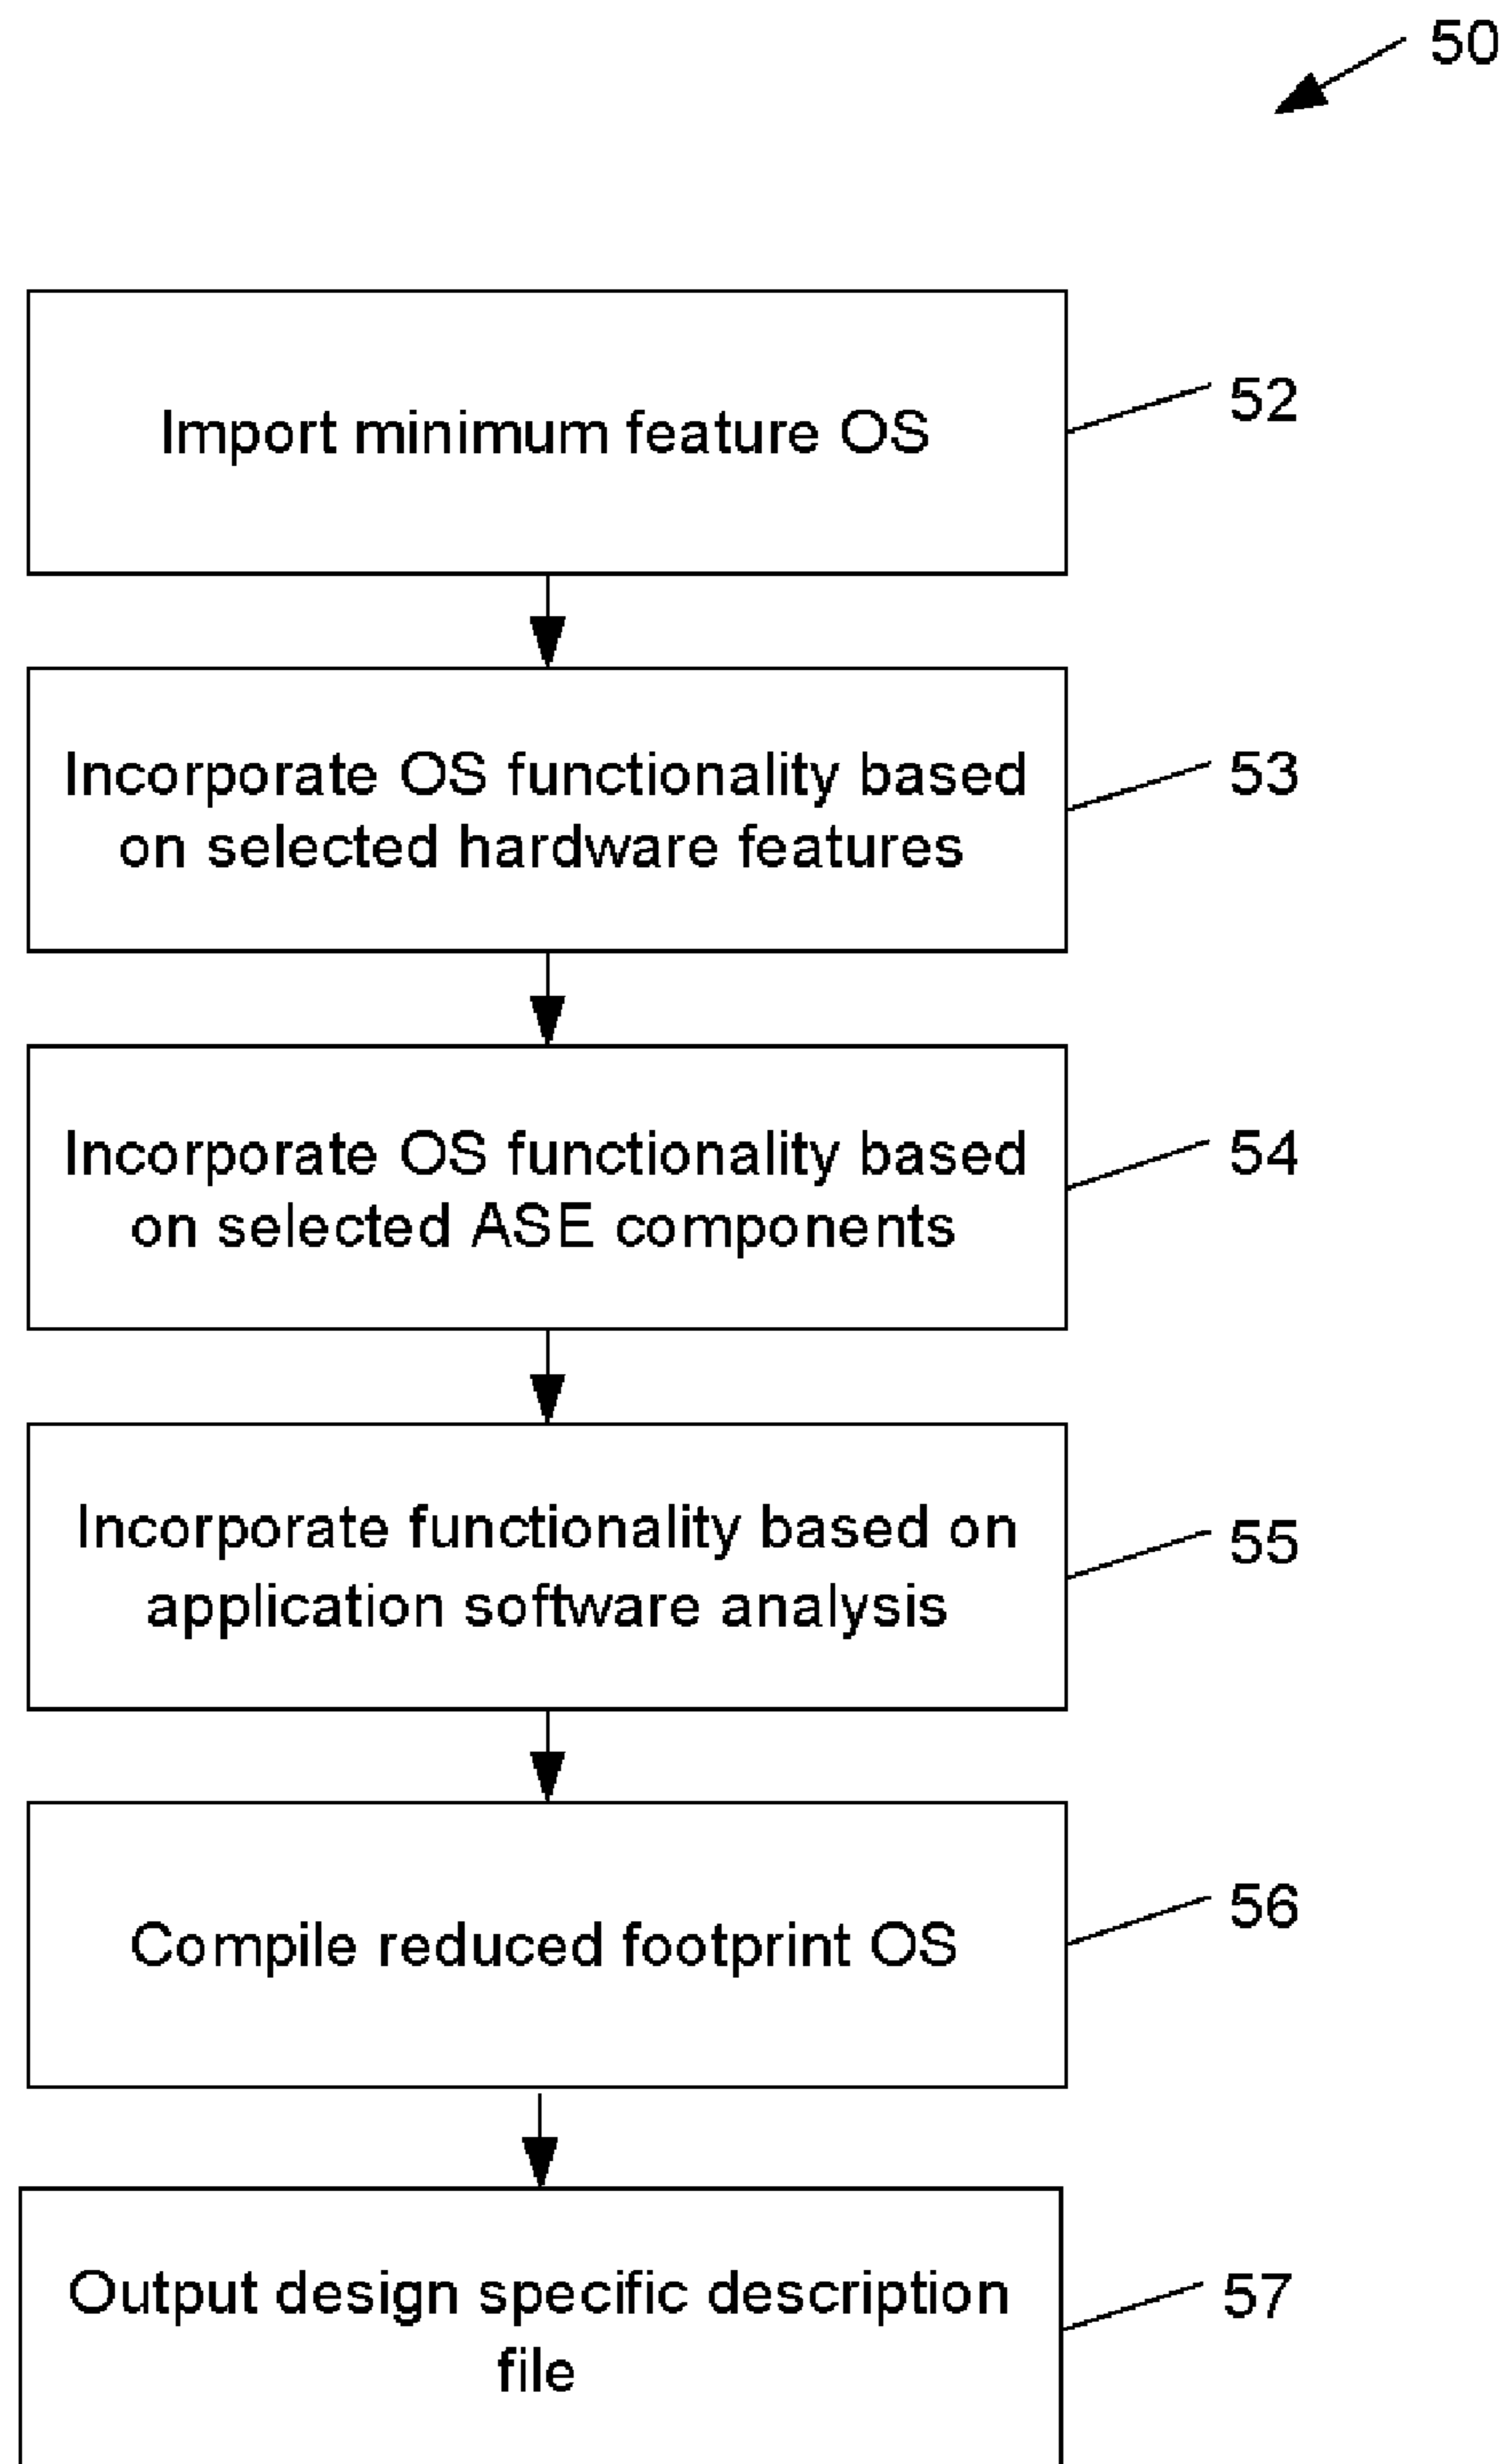 50
Import minimum feature OS
52
Incorporate OS functionality based
on selected hardware features
53
Incorporate OS functionality based
on selected ASE components
54
Incorporate functionality based on
application software analysis
55
Compile reduced footprint OS
56
Output design specific description
file
57